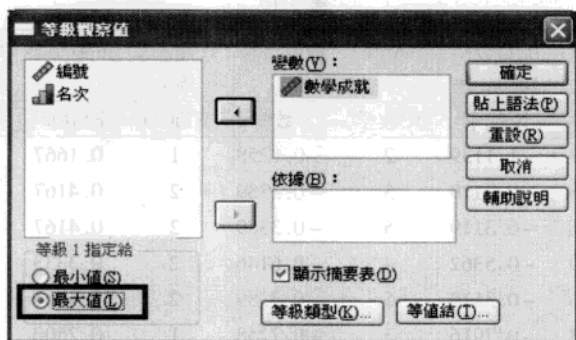 等級觀察值
編號
名次
變數(V)：
數學成就
確定
貼上語法(P)
重設(R)
取消
輔助說明
依據(B)：
等級 1 指定給
最小值(S)
最大值(L)
顯示摘要表(D)
等級類型(K)...
等值結(T)...